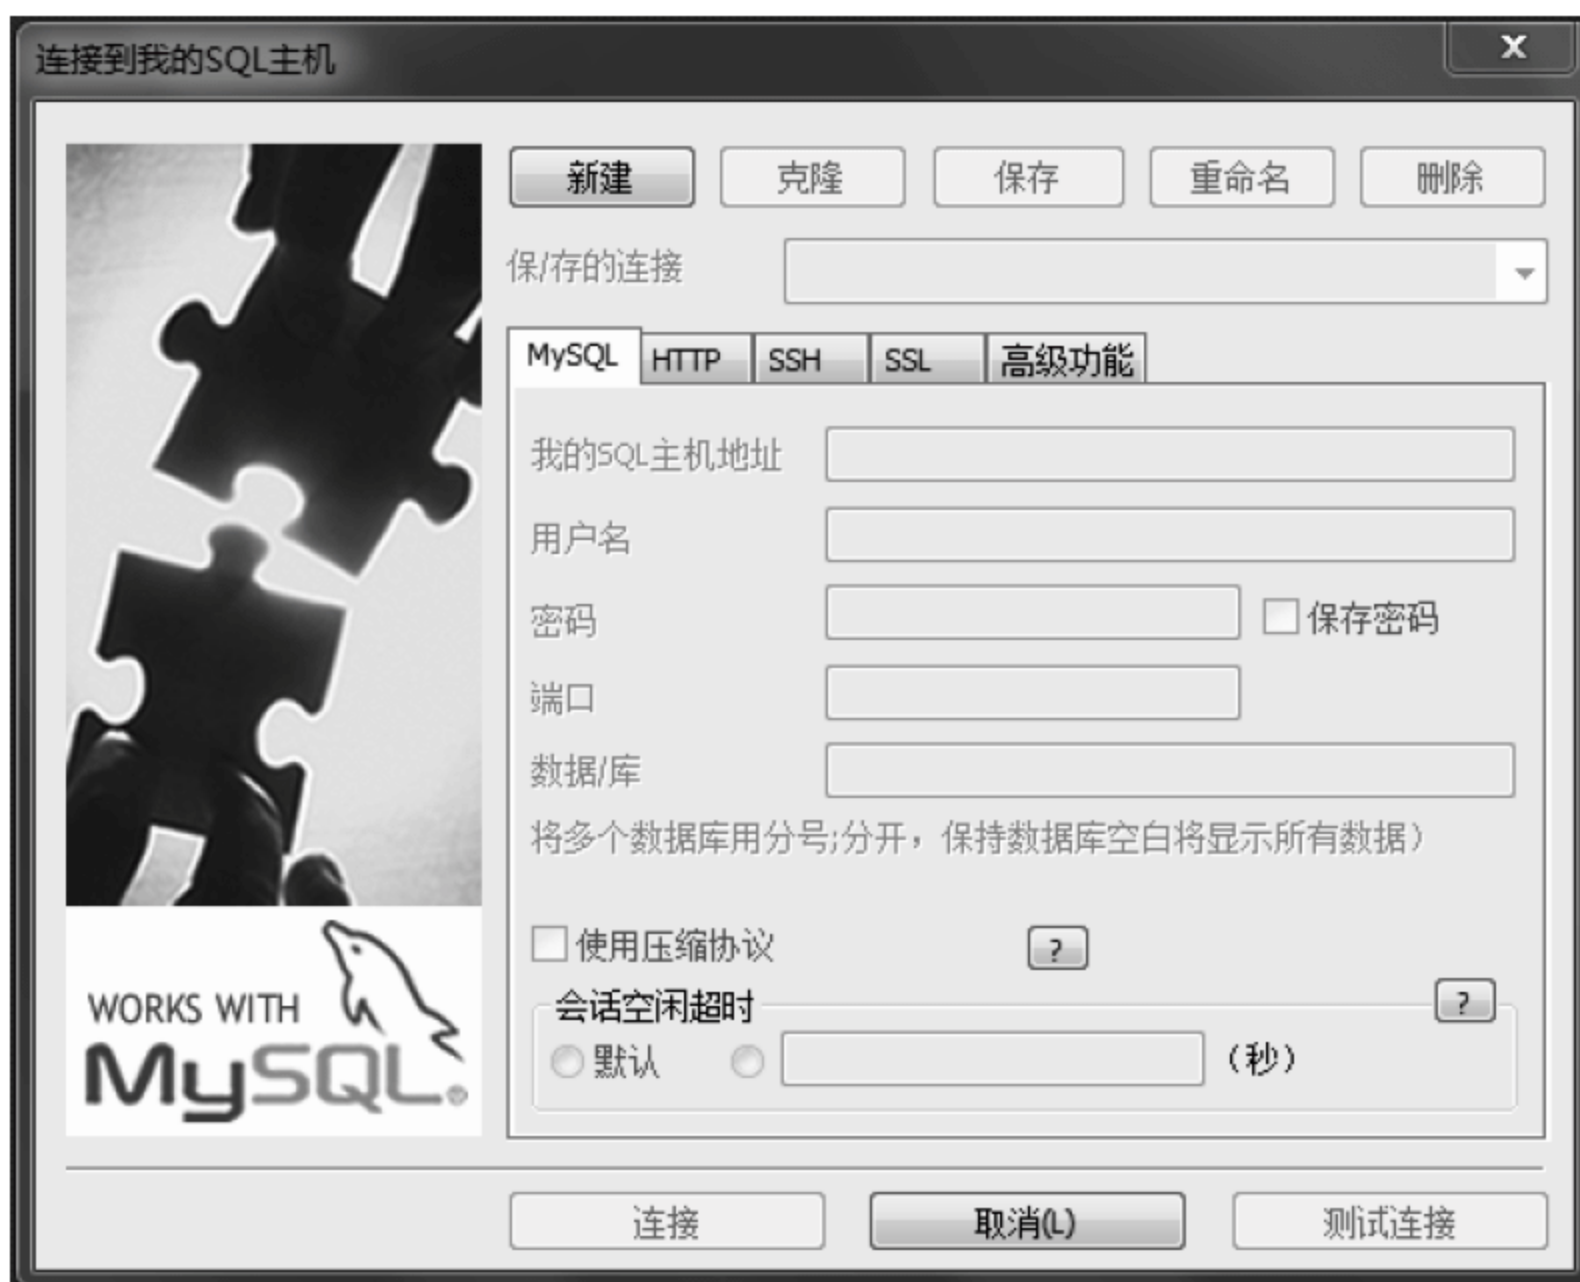 连接到我的SQL主机
X
新建 克隆 保存 重命名 删除
保/存的连接
MySQL HTTP SSH SSL 高级功能
我的SQL主机地址
用户名
密码 保存密码
端口
数据/库
将多个数据库用分号;分开，保持数据库空白将显示所有数据）
使用压缩协议 ?
会话空闲超时 ?
默认 （秒）
WORKS WITH
MySQL®
连接 取消(L) 测试连接